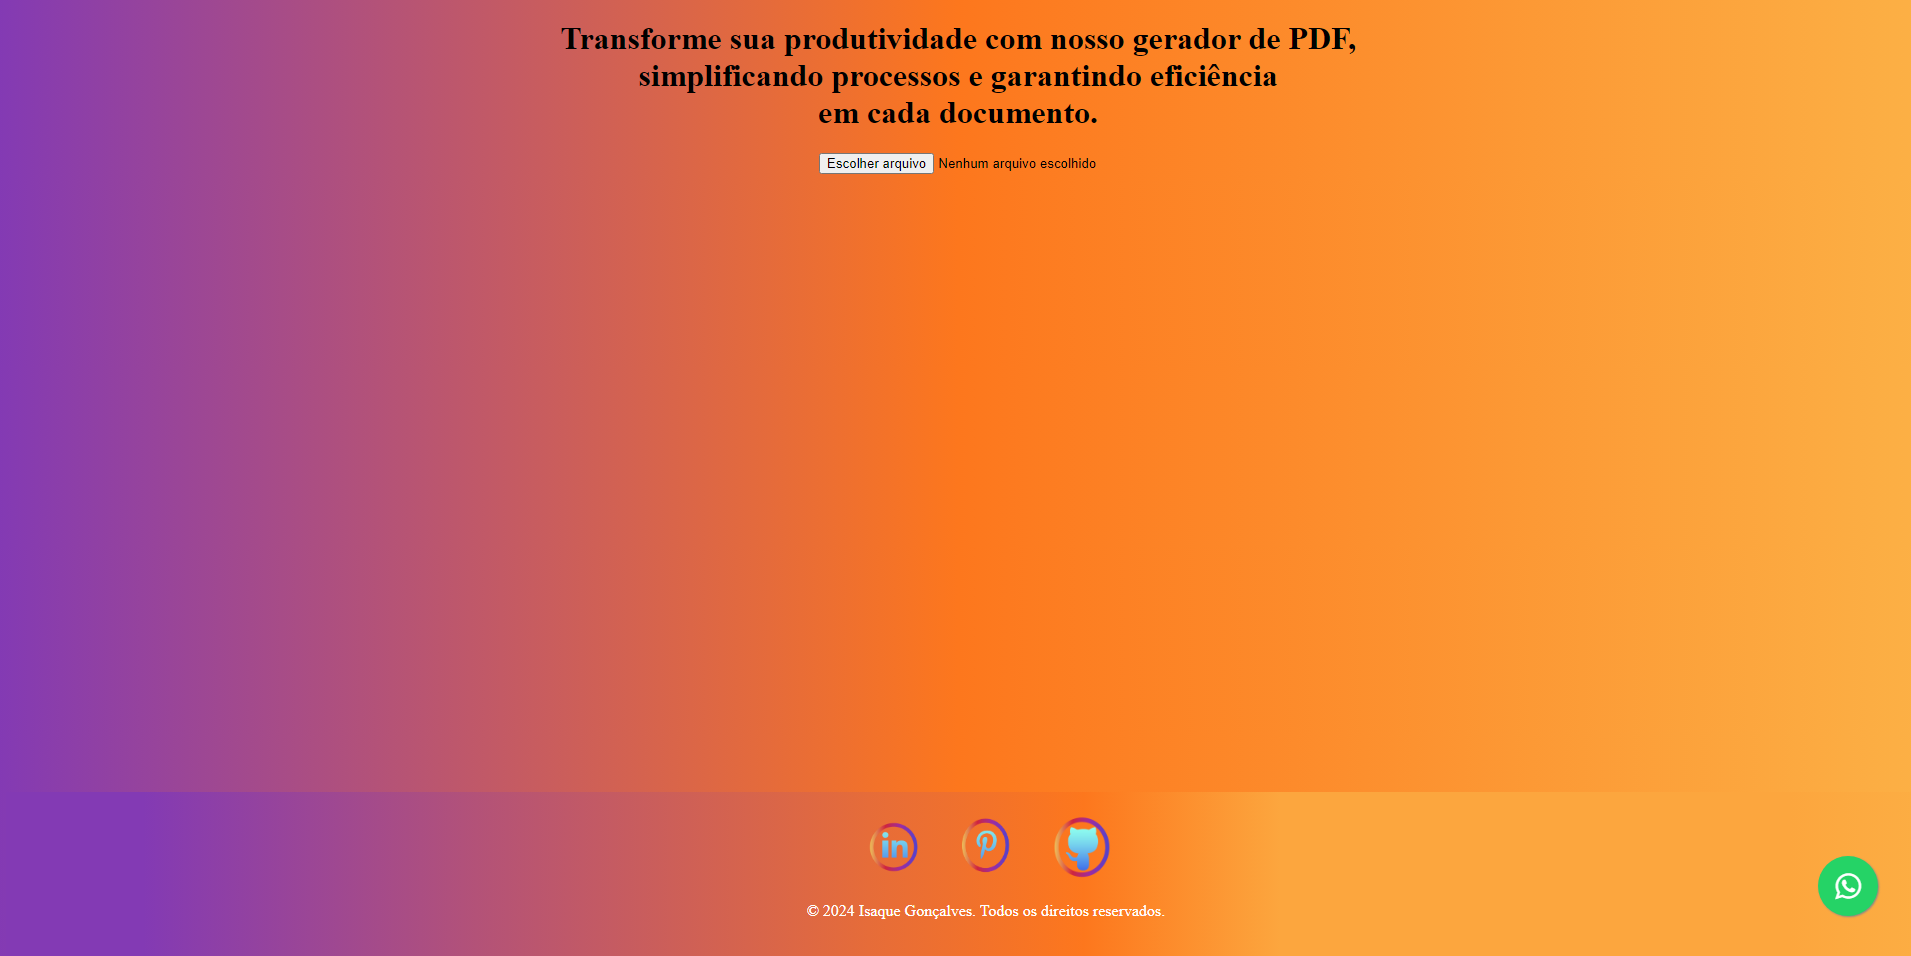 Transforme sua produtividade com nosso gerador de PDF,
simplificando processos e garantindo eficiência
em cada documento.
Escolher arquivo Nenhum arquivo escolhido
in
© 2024 Isaque Gonçalves. Todos os direitos reservados.